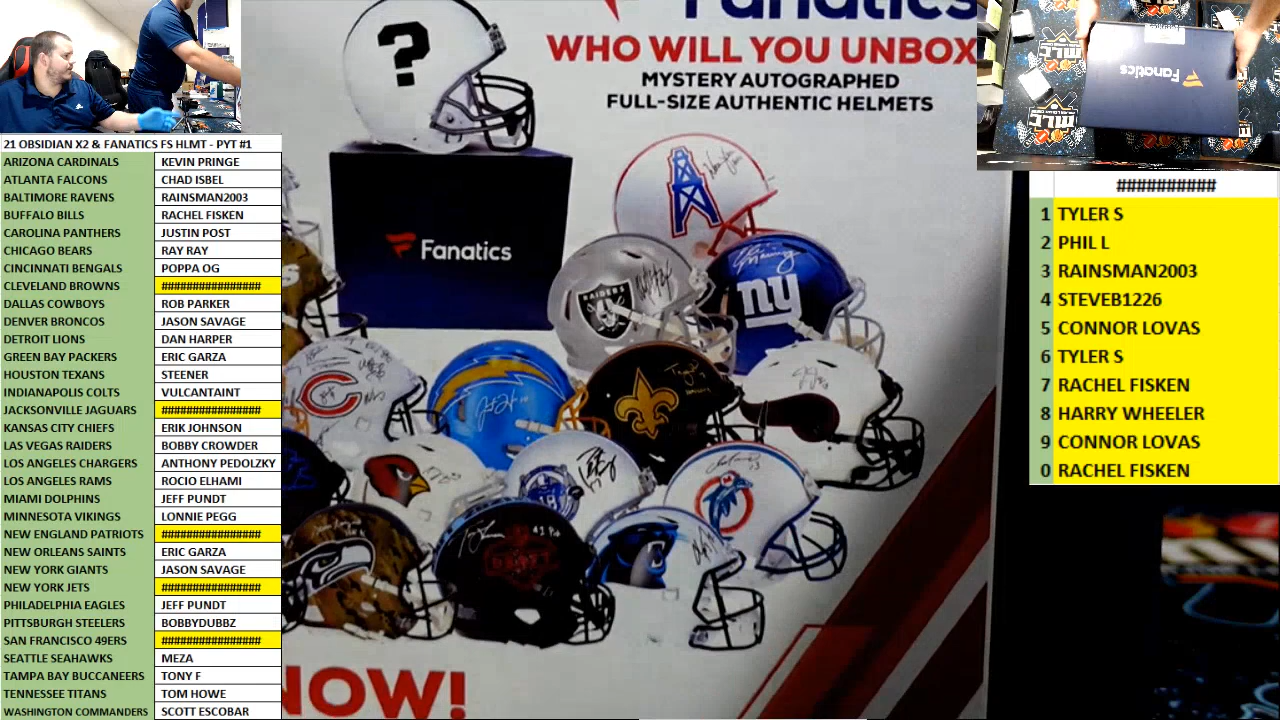 21 OBSIDIAN X2 & FANATICS FS HLMT - PYT #1
ARIZONA CARDINALS KEVIN PRINGE
ATLANTA FALCONS CHAD ISBEL
BALTIMORE RAVENS RAINSMAN2003
BUFFALO BILLS RACHEL FISKEN
CAROLINA PANTHERS JUSTIN POST
CHICAGO BEARS RAY RAY
CINCINNATI BENGALS POPPA OG
CLEVELAND BROWNS ################
DALLAS COWBOYS ROB PARKER
DENVER BRONCOS JASON SAVAGE
DETROIT LIONS DAN HARPER
GREEN BAY PACKERS ERIC GARZA
HOUSTON TEXANS STEENER
INDIANAPOLIS COLTS VULCANTAINT
JACKSONVILLE JAGUARS ################
KANSAS CITY CHIEFS ERIK JOHNSON
LAS VEGAS RAIDERS BOBBY CROWDER
LOS ANGELES CHARGERS ANTHONY PEDOLZKY
LOS ANGELES RAMS ROCIO ELHAMI
MIAMI DOLPHINS JEFF PUNDT
MINNESOTA VIKINGS LONNIE PEGG
NEW ENGLAND PATRIOTS ################
NEW ORLEANS SAINTS ERIC GARZA
NEW YORK GIANTS JASON SAVAGE
NEW YORK JETS ################
PHILADELPHIA EAGLES JEFF PUNDT
PITTSBURGH STEELERS BOBBYDUBBZ
SAN FRANCISCO 49ERS ################
SEATTLE SEAHAWKS MEZA
TAMPA BAY BUCCANEERS TONY F
TENNESSEE TITANS TOM HOWE
WASHINGTON COMMANDERS SCOTT ESCOBAR
Fanatics
WHO WILL YOU UNBOX
MYSTERY AUTOGRAPHED
FULL-SIZE AUTHENTIC HELMETS
?
Fanatics
RAIDERS
ny
NOW!
Fanatics
MLC
##########
1 TYLER S
2 PHIL L
3 RAINSMAN2003
4 STEVEB1226
5 CONNOR LOVAS
6 TYLER S
7 RACHEL FISKEN
8 HARRY WHEELER
9 CONNOR LOVAS
0 RACHEL FISKEN